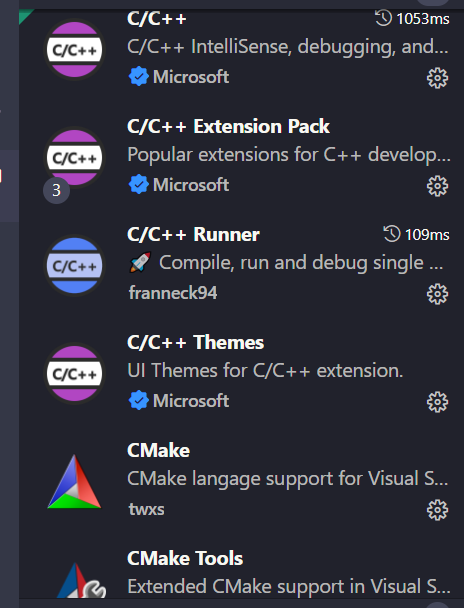 C/C++
1053ms
C/C++
C/C++ IntelliSense, debugging, and...
Microsoft
C/C++ Extension Pack
C/C++
Popular extensions for C++ develop...
3
Microsoft
C/C++ Runner
109ms
C/C++
🚀 Compile, run and debug single ...
franneck94
C/C++ Themes
C/C++
UI Themes for C/C++ extension.
Microsoft
CMake
CMake langage support for Visual S...
twxs
CMake Tools
Extended CMake support in Visual S...